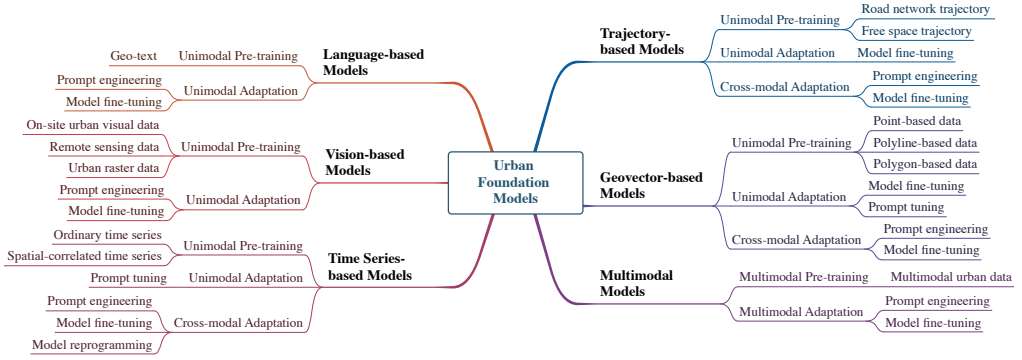 Urban
Foundation
Models
Language-based
Models
Unimodal Pre-training
Geo-text
Unimodal Adaptation
Prompt engineering
Model fine-tuning
Vision-based
Models
Unimodal Pre-training
On-site urban visual data
Remote sensing data
Urban raster data
Unimodal Adaptation
Prompt engineering
Model fine-tuning
Time Series-
based Models
Unimodal Pre-training
Ordinary time series
Spatial-correlated time series
Unimodal Adaptation
Prompt tuning
Cross-modal Adaptation
Prompt engineering
Model fine-tuning
Model reprogramming
Trajectory-
based Models
Unimodal Pre-training
Road network trajectory
Free space trajectory
Unimodal Adaptation
Model fine-tuning
Cross-modal Adaptation
Prompt engineering
Model fine-tuning
Geovector-based
Models
Unimodal Pre-training
Point-based data
Polyline-based data
Polygon-based data
Unimodal Adaptation
Model fine-tuning
Prompt tuning
Cross-modal Adaptation
Prompt engineering
Model fine-tuning
Multimodal
Models
Multimodal Pre-training
Multimodal urban data
Multimodal Adaptation
Prompt engineering
Model fine-tuning